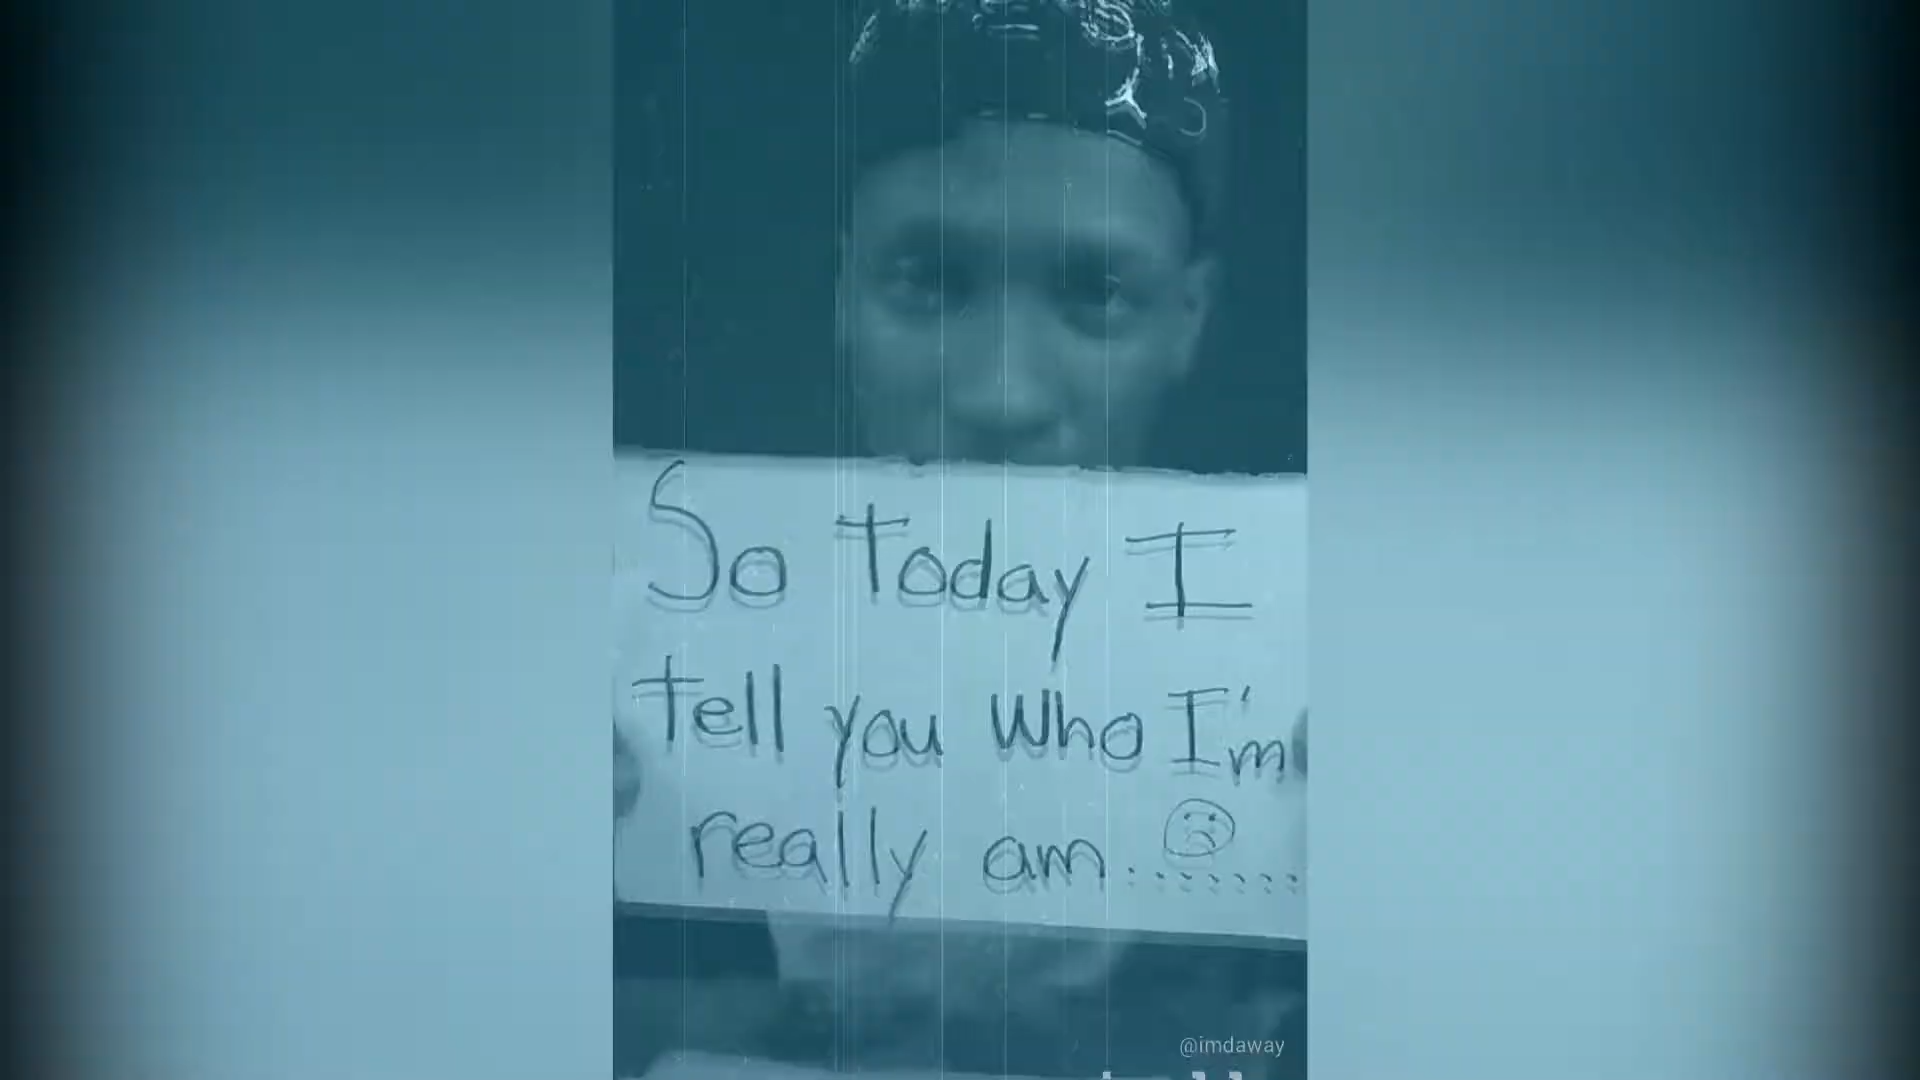 So Today I
tell you Who I'm
really am........
@imdaway